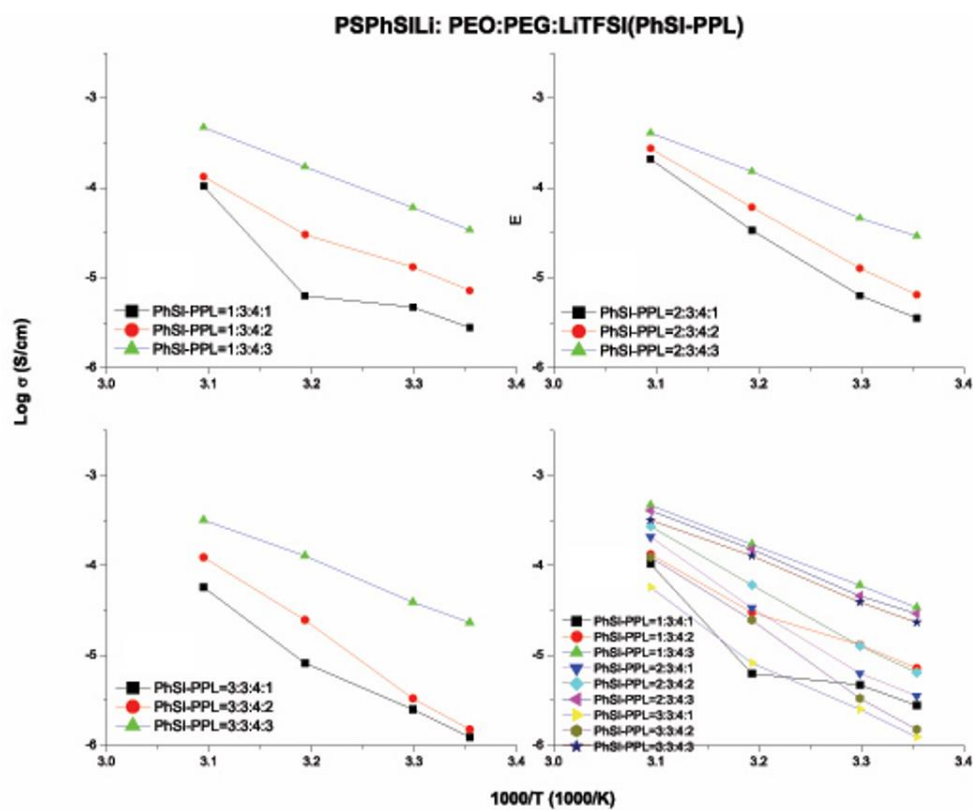 PSPhSILi: PEO:PEG:LiTFSI(PhSI-PPL)
-3
-4
-5
-6
3.0 3.1 3.2 3.3 3.4
PhSI-PPL=1:3:4:1
PhSI-PPL=1:3:4:2
PhSI-PPL=1:3:4:3
E
-3
-4
-5
-6
3.0 3.1 3.2 3.3 3.4
PhSI-PPL=2:3:4:1
PhSI-PPL=2:3:4:2
PhSI-PPL=2:3:4:3
Log σ (S/cm)
-3
-4
-5
-6
3.0 3.1 3.2 3.3 3.4
PhSI-PPL=3:3:4:1
PhSI-PPL=3:3:4:2
PhSI-PPL=3:3:4:3
-3
-4
-5
-6
3.0 3.1 3.2 3.3 3.4
PhSI-PPL=1:3:4:1
PhSI-PPL=1:3:4:2
PhSI-PPL=1:3:4:3
PhSI-PPL=2:3:4:1
PhSI-PPL=2:3:4:2
PhSI-PPL=2:3:4:3
PhSI-PPL=3:3:4:1
PhSI-PPL=3:3:4:2
PhSI-PPL=3:3:4:3
1000/T (1000/K)